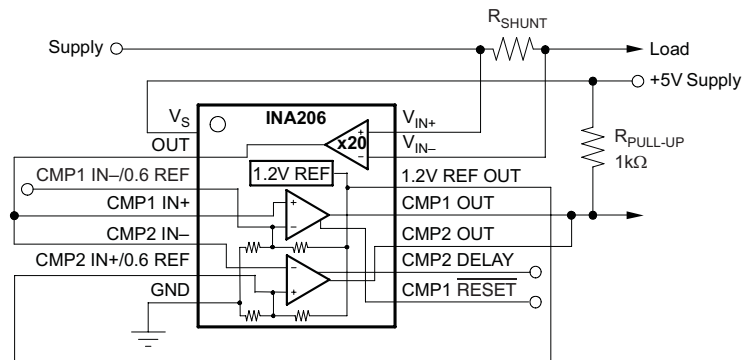 R_SHUNT
Supply
Load
+5V Supply
V_S
INA206
V_IN+
OUT
x20
+
−
V_IN−
R_PULL-UP
1kΩ
CMP1 IN−/0.6 REF
1.2V REF
1.2V REF OUT
CMP1 IN+
+
−
CMP1 OUT
CMP2 IN−
CMP2 OUT
CMP2 IN+/0.6 REF
−
+
CMP2 DELAY
GND
CMP1 RESET